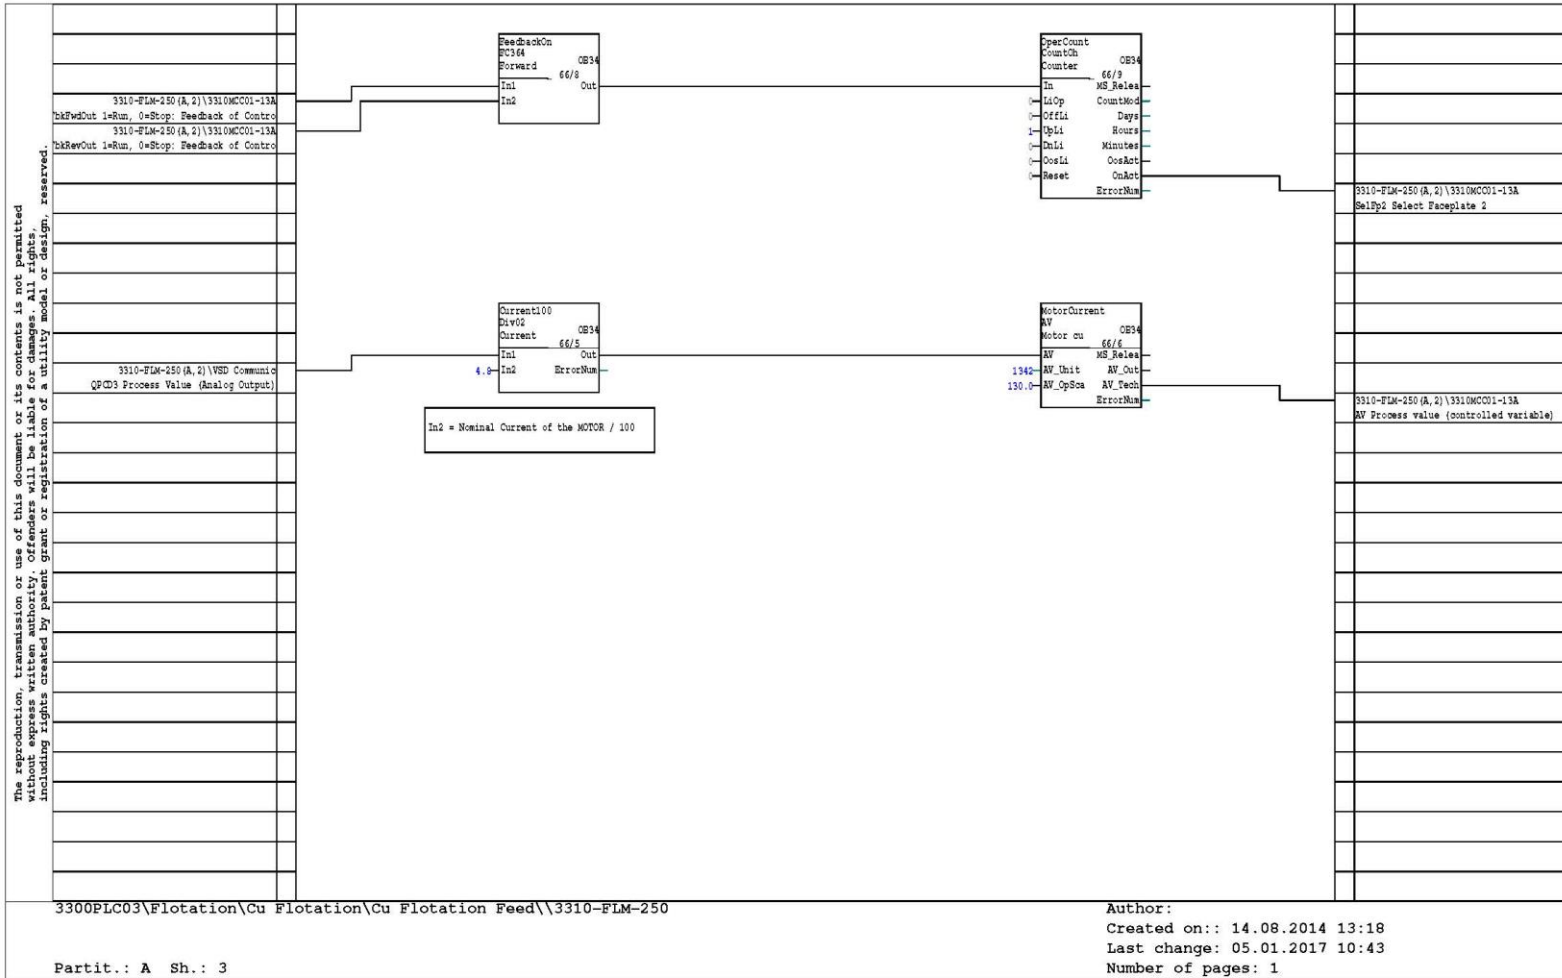 The reproduction, transmission or use of this document or its contents is not permitted
without express written authority. Offenders will be liable for damages. All rights,
including rights created by patent grant or registration of a utility model or design, reserved.
3310-FLM-250(A,2)\3310MCC01-13A
FbkFwdOut 1=Run, 0=Stop: Feedback of Contro
3310-FLM-250(A,2)\3310MCC01-13A
FbkRevOut 1=Run, 0=Stop: Feedback of Contro
FeedbackOn
FC364
OB34
Forward
66/8
In1 Out
In2
OperCount
CountOh
OB34
Counter
66/9
In MS_Relea
0 LiOp CountMod
0 OffLi Days
1 UpLi Hours
0 DnLi Minutes
0 OosLi OosAct
0 Reset OnAct
ErrorNum
3310-FLM-250(A,2)\3310MCC01-13A
SelFp2 Select Faceplate 2
3310-FLM-250(A,2)\VSD Communic
QPCD3 Process Value (Analog Output)
Current100
Div02
OB34
Current
66/5
In1 Out
4.8 In2 ErrorNum
In2 = Nominal Current of the MOTOR / 100
MotorCurrent
AV
OB34
Motor cu
66/6
AV MS_Relea
1342 AV_Unit AV_Out
130.0 AV_OpSca AV_Tech
ErrorNum
3310-FLM-250(A,2)\3310MCC01-13A
AV Process value (controlled variable)
3300PLC03\Flotation\Cu Flotation\Cu Flotation Feed\\3310-FLM-250
Partit.: A Sh.: 3
Author:
Created on:: 14.08.2014 13:18
Last change: 05.01.2017 10:43
Number of pages: 1